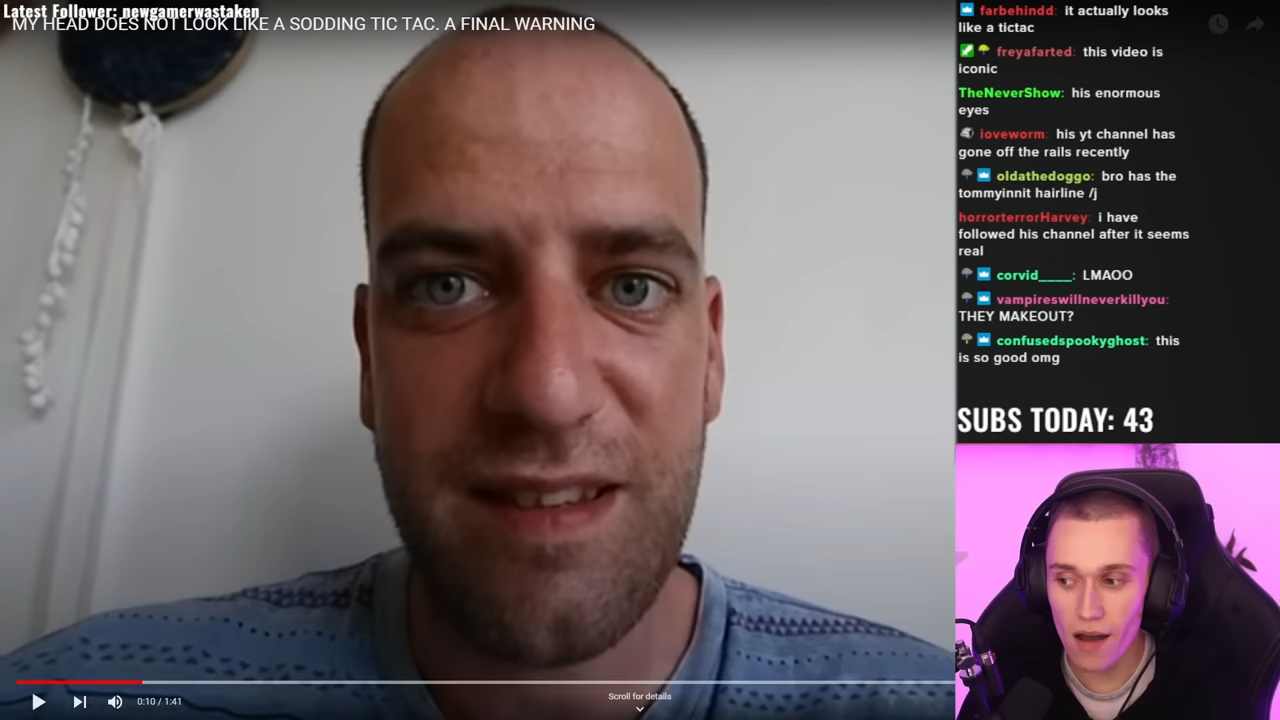 Latest Follower: newgamerwastaken
MY HEAD DOES NOT LOOK LIKE A SODDING TIC TAC. A FINAL WARNING
farbehindd: it actually looks
like a tictac
freyafarted: this video is
iconic
TheNeverShow: his enormous
eyes
ioveworm: his yt channel has
gone off the rails recently
oldathedoggo: bro has the
tommyinnit hairline /j
horrorterrorHarvey: i have
followed his channel after it seems
real
corvid____: LMAOO
vampireswillneverkillyou:
THEY MAKEOUT?
confusedspookyghost: this
is so good omg
SUBS TODAY: 43
0:10 / 1:41
Scroll for details